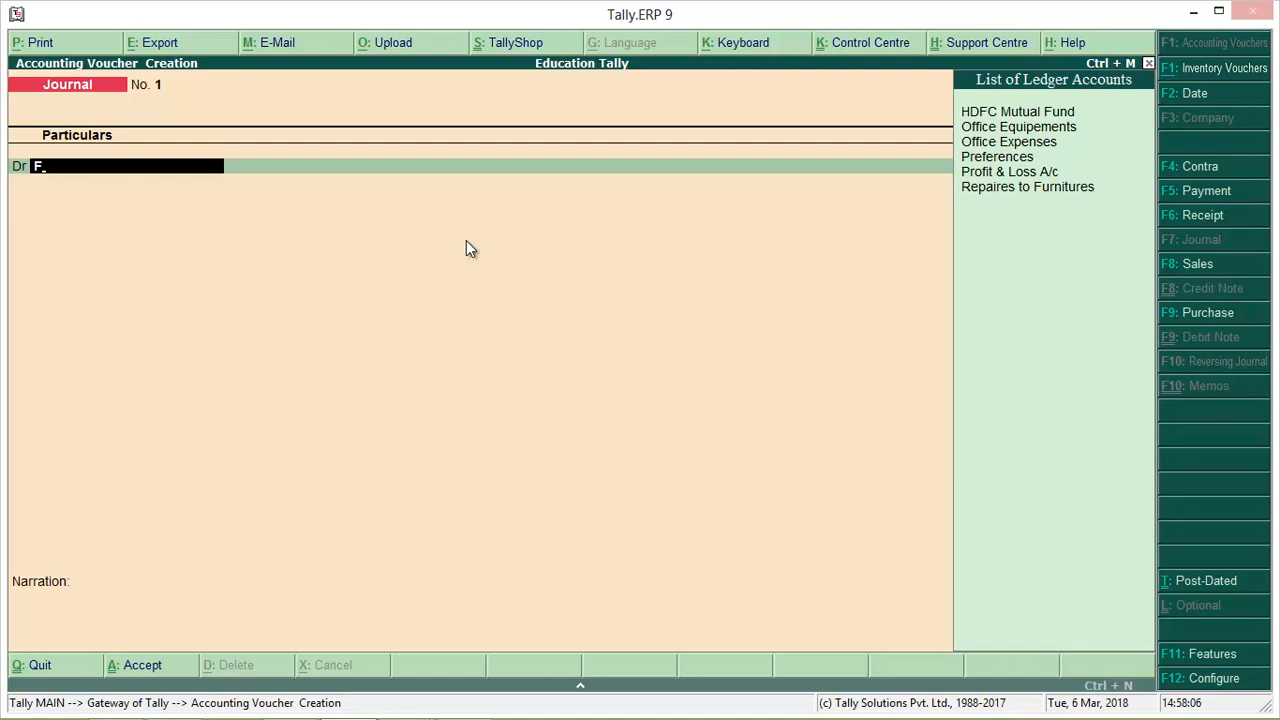 Tally.ERP 9
P: Print E: Export M: E-Mail O: Upload S: TallyShop G: Language K: Keyboard K: Control Centre H: Support Centre H: Help
Accounting Voucher Creation Education Tally Ctrl + M
Journal No. 1
Particulars
Dr F
Narration:
List of Ledger Accounts
HDFC Mutual Fund
Office Equipements
Office Expenses
Preferences
Profit & Loss A/c
Repaires to Furnitures
F1: Accounting Vouchers
F1: Inventory Vouchers
F2: Date
F3: Company
F4: Contra
F5: Payment
F6: Receipt
F7: Journal
F8: Sales
F8: Credit Note
F9: Purchase
F9: Debit Note
F10: Reversing Journal
F10: Memos
T: Post-Dated
L: Optional
F11: Features
F12: Configure
Q: Quit A: Accept D: Delete X: Cancel
Ctrl + N
Tally MAIN --> Gateway of Tally --> Accounting Voucher Creation (c) Tally Solutions Pvt. Ltd., 1988-2017 Tue, 6 Mar, 2018 14:58:06